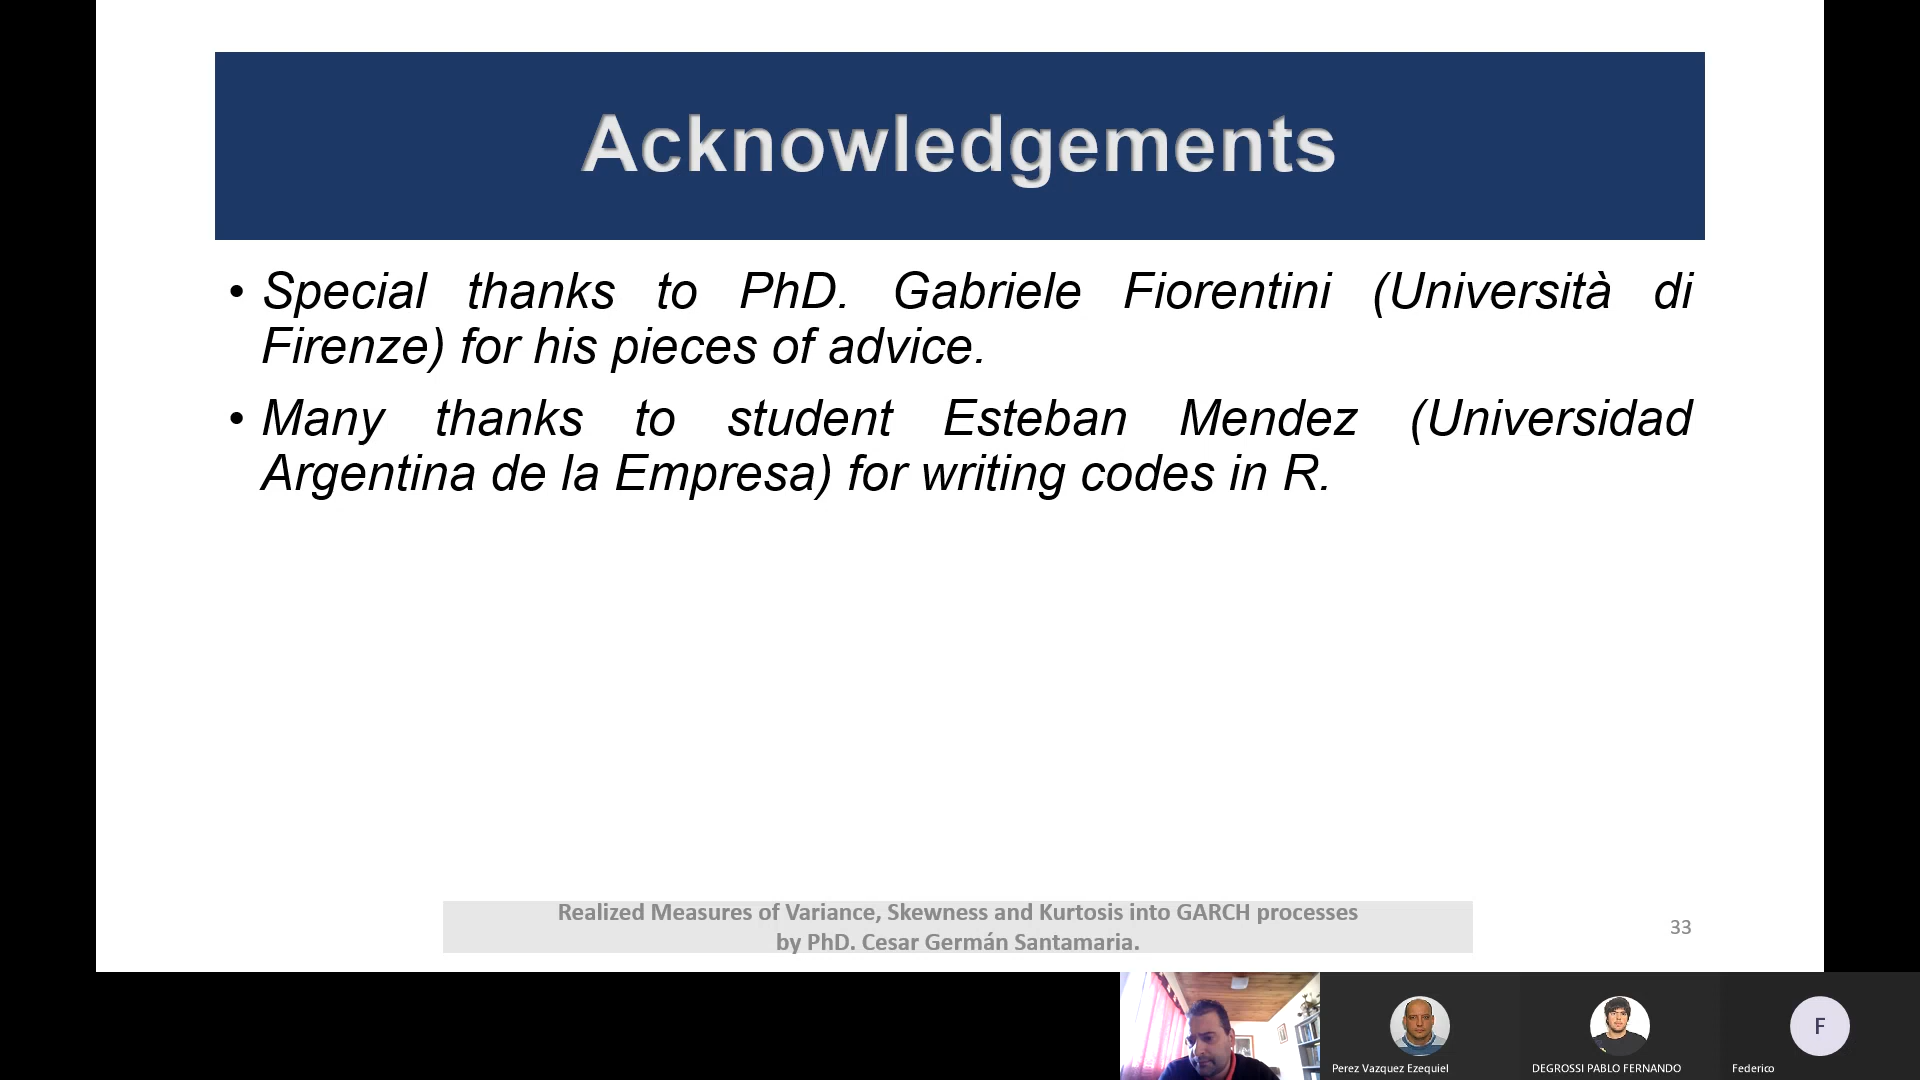 Acknowledgements
• Special thanks to PhD. Gabriele Fiorentini (Università di
Firenze) for his pieces of advice.
• Many thanks to student Esteban Mendez (Universidad
Argentina de la Empresa) for writing codes in R.
Realized Measures of Variance, Skewness and Kurtosis into GARCH processes
by PhD. Cesar Germán Santamaria.
33
F
Perez Vazquez Ezequiel
DEGROSSI PABLO FERNANDO
Federico